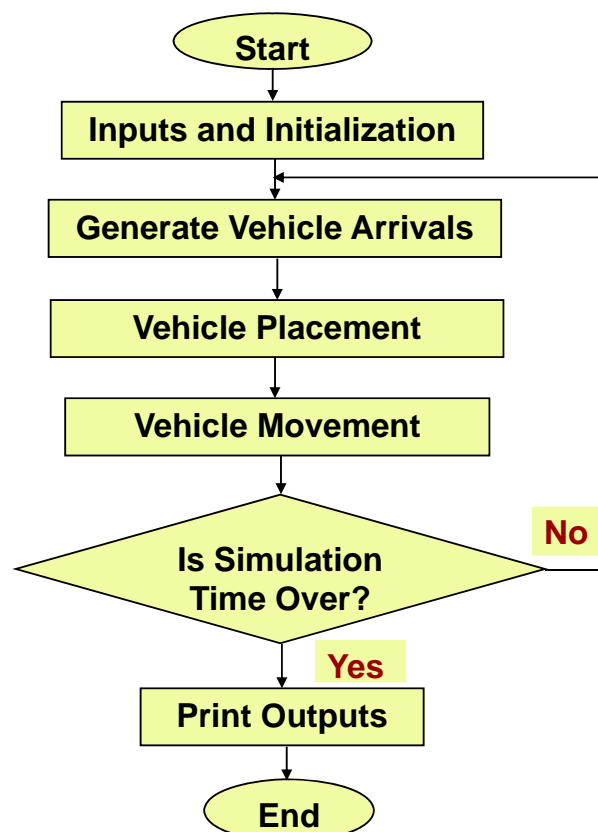 Start
Inputs and Initialization
Generate Vehicle Arrivals
Vehicle Placement
Vehicle Movement
Is Simulation
Time Over?
No
Yes
Print Outputs
End